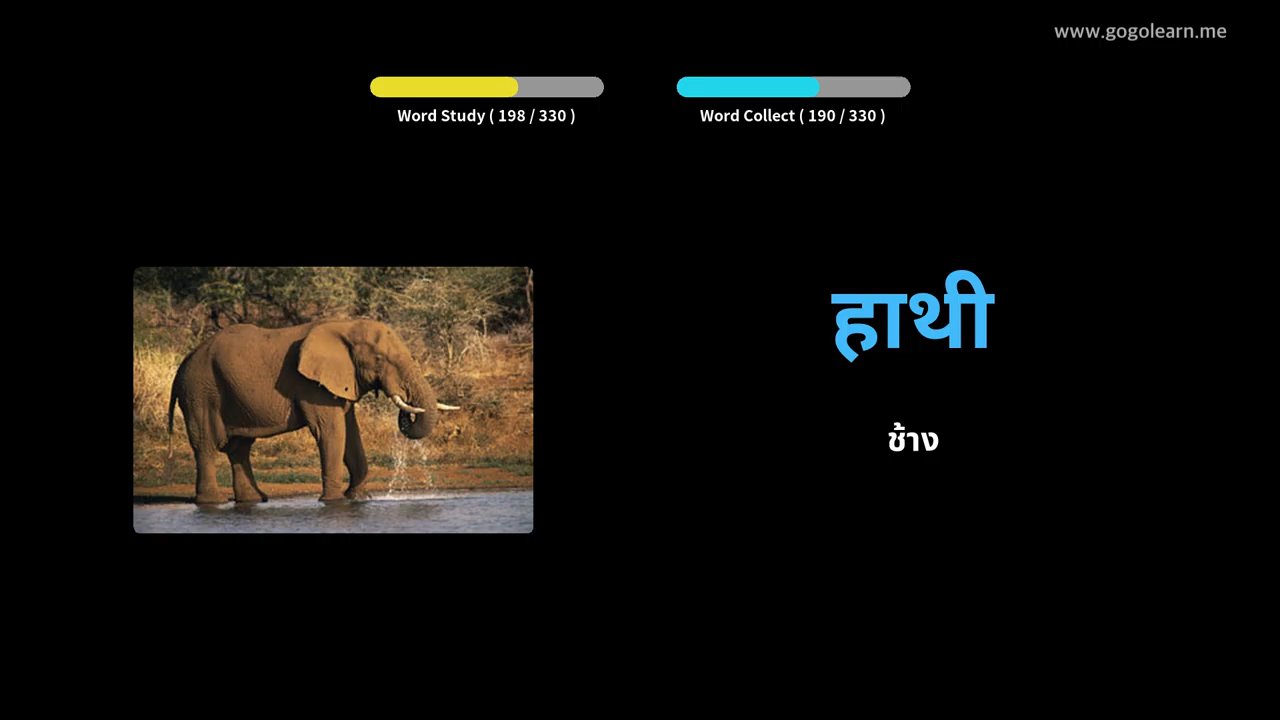 www.gogolearn.me
Word Study ( 198 / 330 )
Word Collect ( 190 / 330 )
हाथी
ช้าง